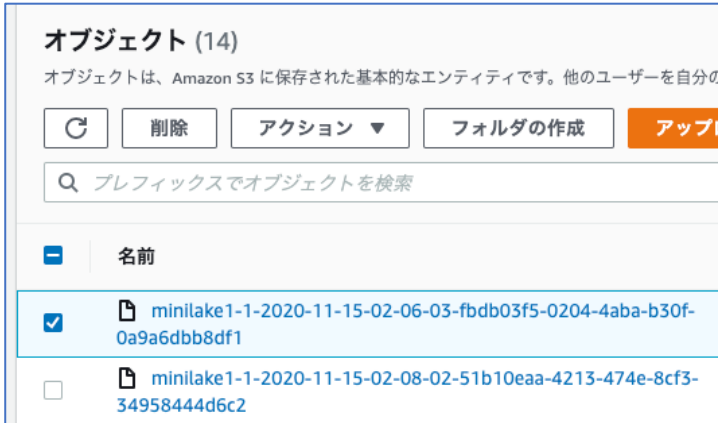 オブジェクト (14)
オブジェクトは、Amazon S3 に保存された基本的なエンティティです。他のユーザーを自分の
削除
アクション ▼
フォルダの作成
アップ
プレフィックスでオブジェクトを検索
名前
minilake1-1-2020-11-15-02-06-03-fbdb03f5-0204-4aba-b30f-
0a9a6dbb8df1
minilake1-1-2020-11-15-02-08-02-51b10eaa-4213-474e-8cf3-
34958444d6c2